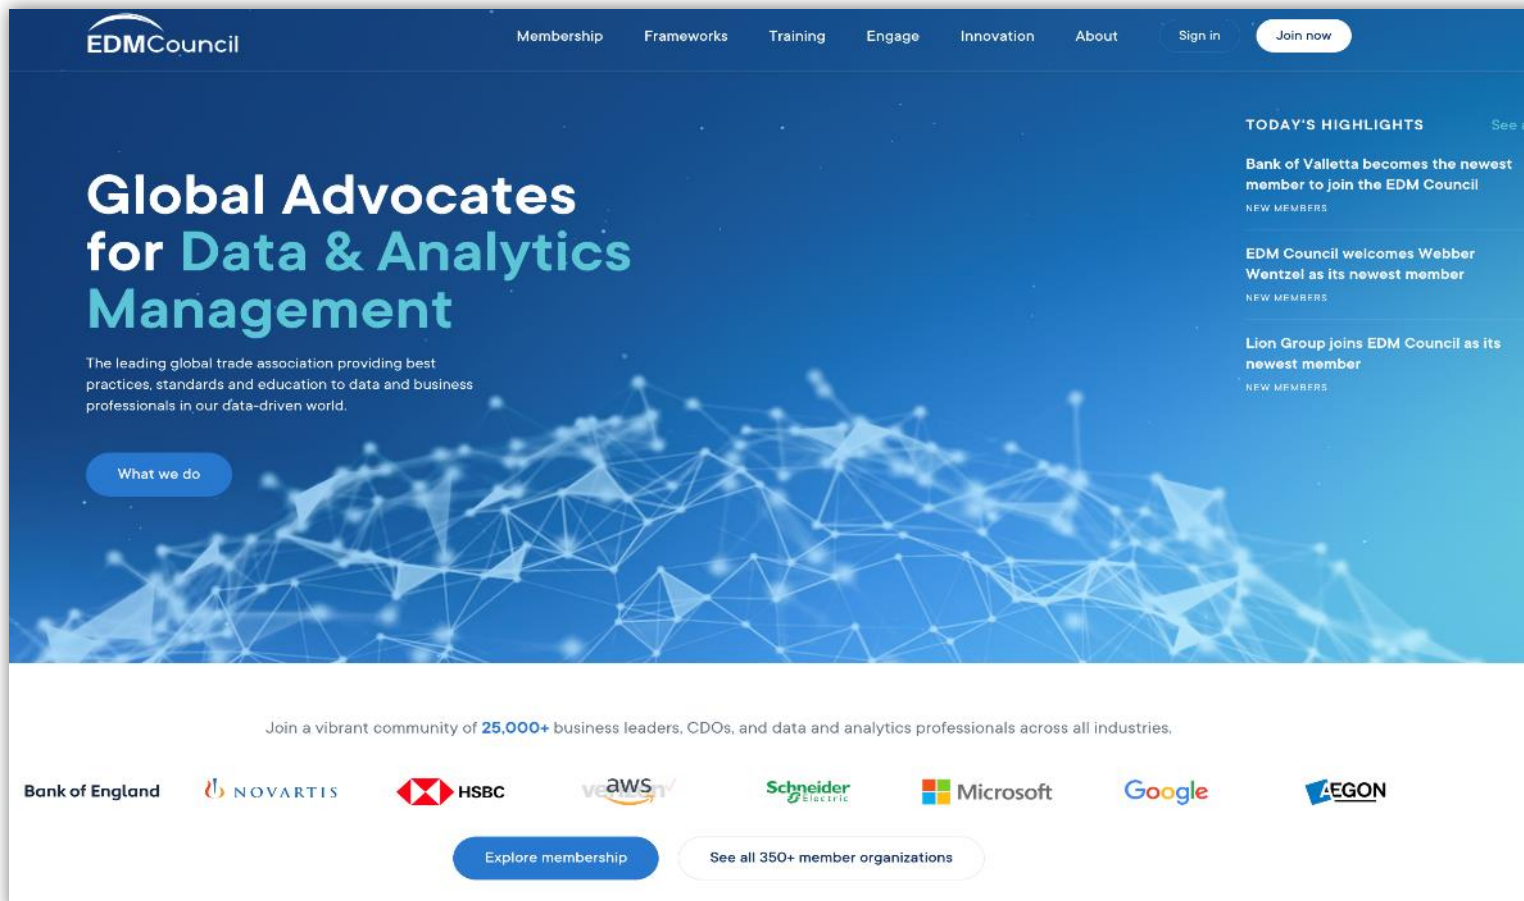 EDMCouncil
Membership Frameworks Training Engage Innovation About Sign in Join now
Global Advocates
for Data & Analytics
Management
The leading global trade association providing best
practices, standards and education to data and business
professionals in our data-driven world.
What we do
TODAY'S HIGHLIGHTS See
Bank of Valletta becomes the newest
member to join the EDM Council
NEW MEMBERS
EDM Council welcomes Webber
Wentzel as its newest member
NEW MEMBERS
Lion Group joins EDM Council as its
newest member
NEW MEMBERS
Join a vibrant community of 25,000+ business leaders, CDOs, and data and analytics professionals across all industries.
Bank of England NOVARTIS HSBC aws verizon Schneider Electric Microsoft Google AEGON
Explore membership See all 350+ member organizations